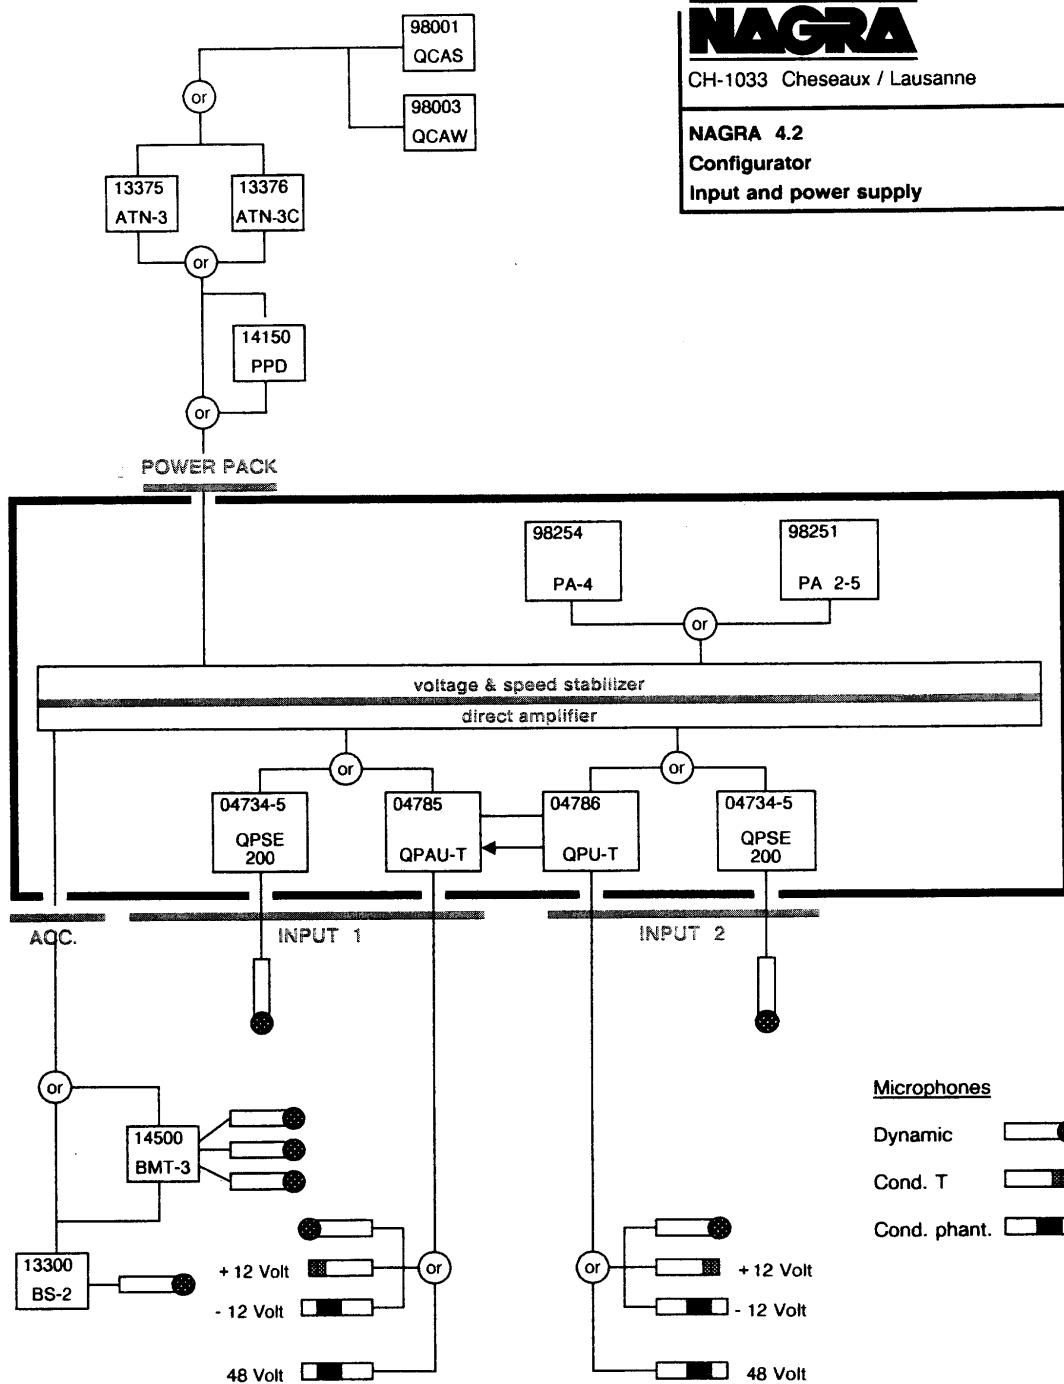 98001
QCAS
98003
QCAW
NAGRA
CH-1033 Cheseaux / Lausanne
NAGRA 4.2
Configurator
Input and power supply
or
13375
ATN-3
13376
ATN-3C
or
14150
PPD
or
POWER PACK
98254
PA-4
98251
PA 2-5
or
voltage & speed stabilizer
direct amplifier
or
or
04734-5
QPSE
200
04785
QPAU-T
04786
QPU-T
04734-5
QPSE
200
ACC.
INPUT 1
INPUT 2
or
14500
BMT-3
13300
BS-2
Microphones
Dynamic
Cond. T
Cond. phant.
+ 12 Volt
- 12 Volt
48 Volt
or
or
+ 12 Volt
- 12 Volt
48 Volt